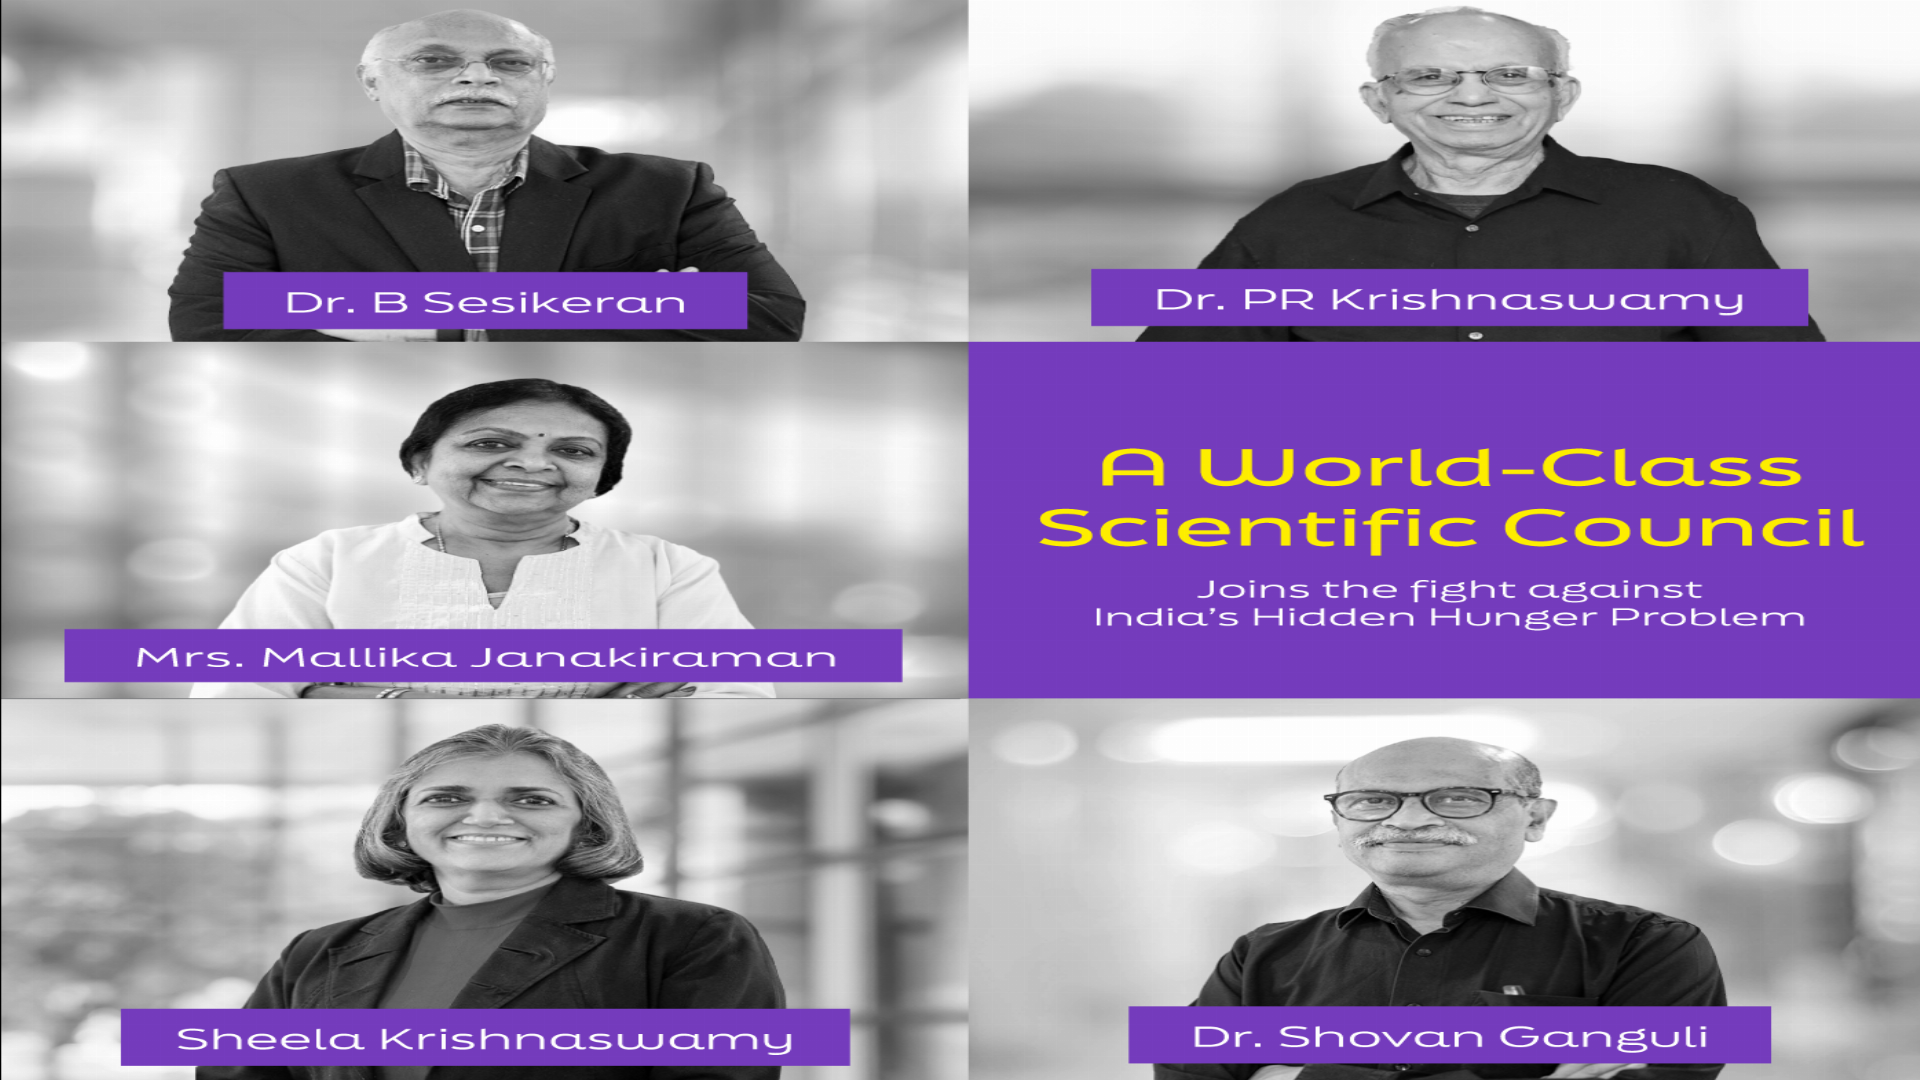 Dr. B Sesikeran
Dr. PR Krishnaswamy
Mrs. Mallika Janakiraman
A World-Class
Scientific Council
Joins the fight against
India's Hidden Hunger Problem
Sheela Krishnaswamy
Dr. Shovan Ganguli